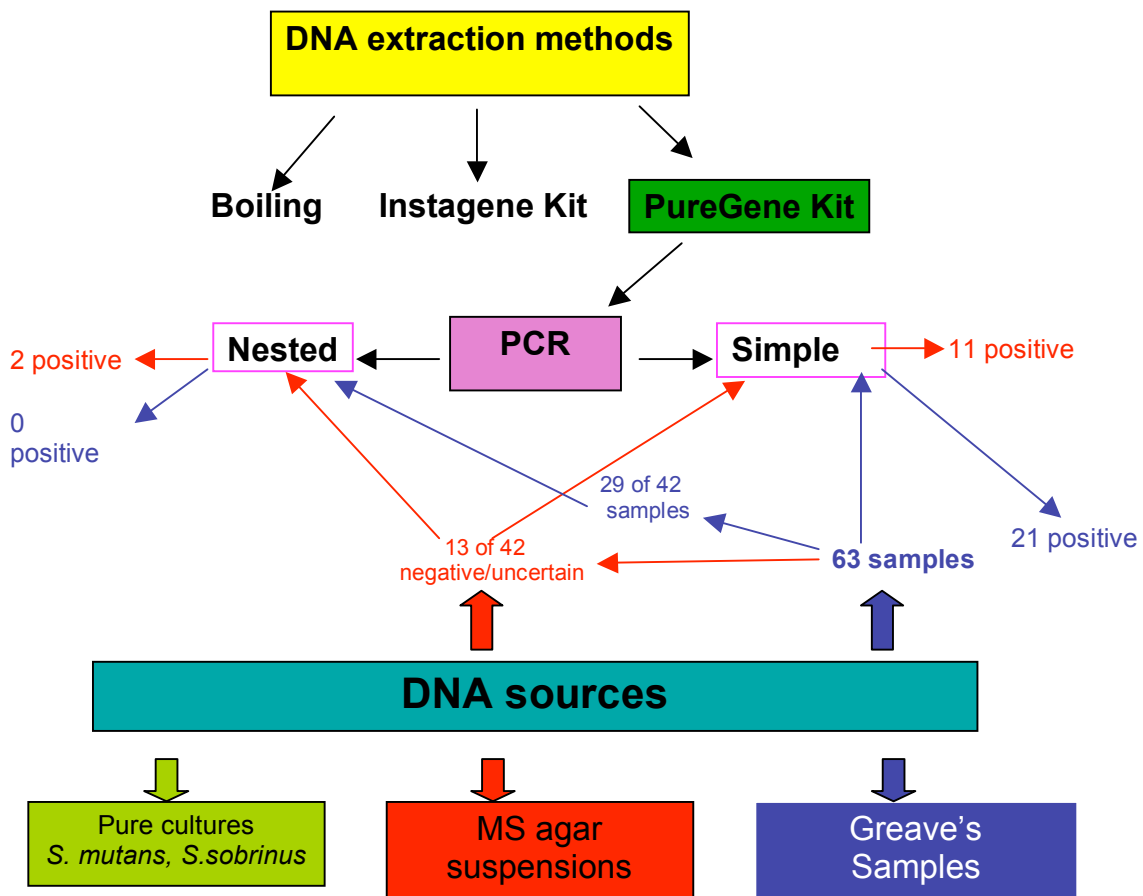 DNA extraction methods
Boiling
Instagene Kit
PureGene Kit
2 positive
Nested
PCR
Simple
11 positive
0
positive
29 of 42
samples
13 of 42
negative/uncertain
63 samples
21 positive
DNA sources
Pure cultures
S. mutans, S.sobrinus
MS agar
suspensions
Greave's
Samples